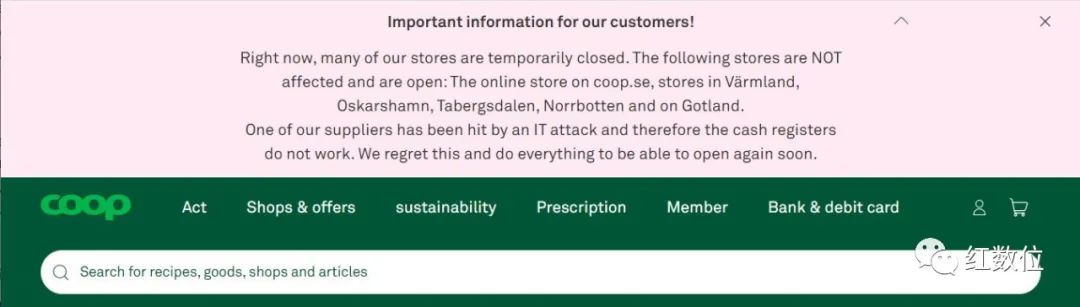 Important information for our customers!
Right now, many of our stores are temporarily closed. The following stores are NOT
affected and are open: The online store on coop.se, stores in Värmland,
Oskarshamn, Tabergsdalen, Norrbotten and on Gotland.
One of our suppliers has been hit by an IT attack and therefore the cash registers
do not work. We regret this and do everything to be able to open again soon.
coop Act Shops & offers sustainability Prescription Member Bank & debit card
Search for recipes, goods, shops and articles
红数位